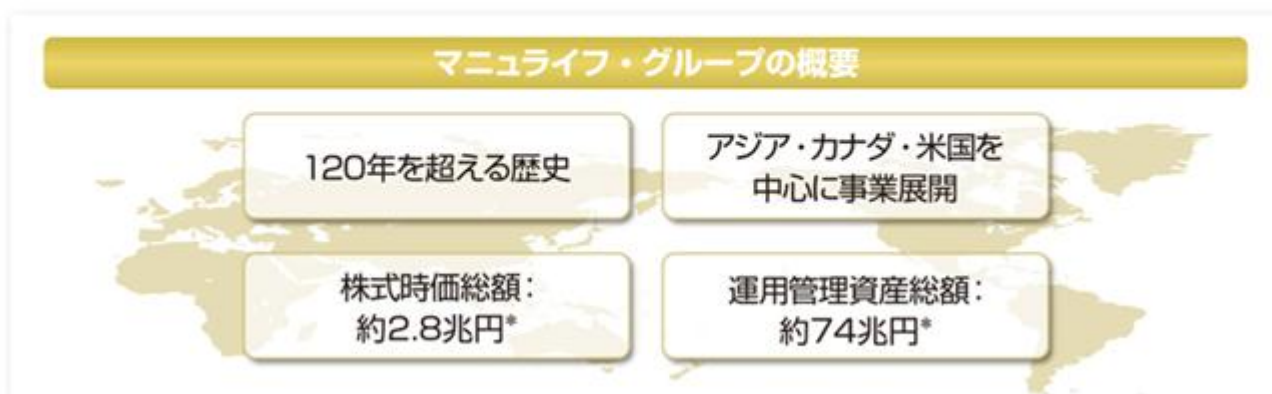 マニュライフ・グループの概要
120年を超える歴史
アジア・カナダ・米国を
中心に事業展開
株式時価総額：
約2.8兆円*
運用管理資産総額：
約74兆円*